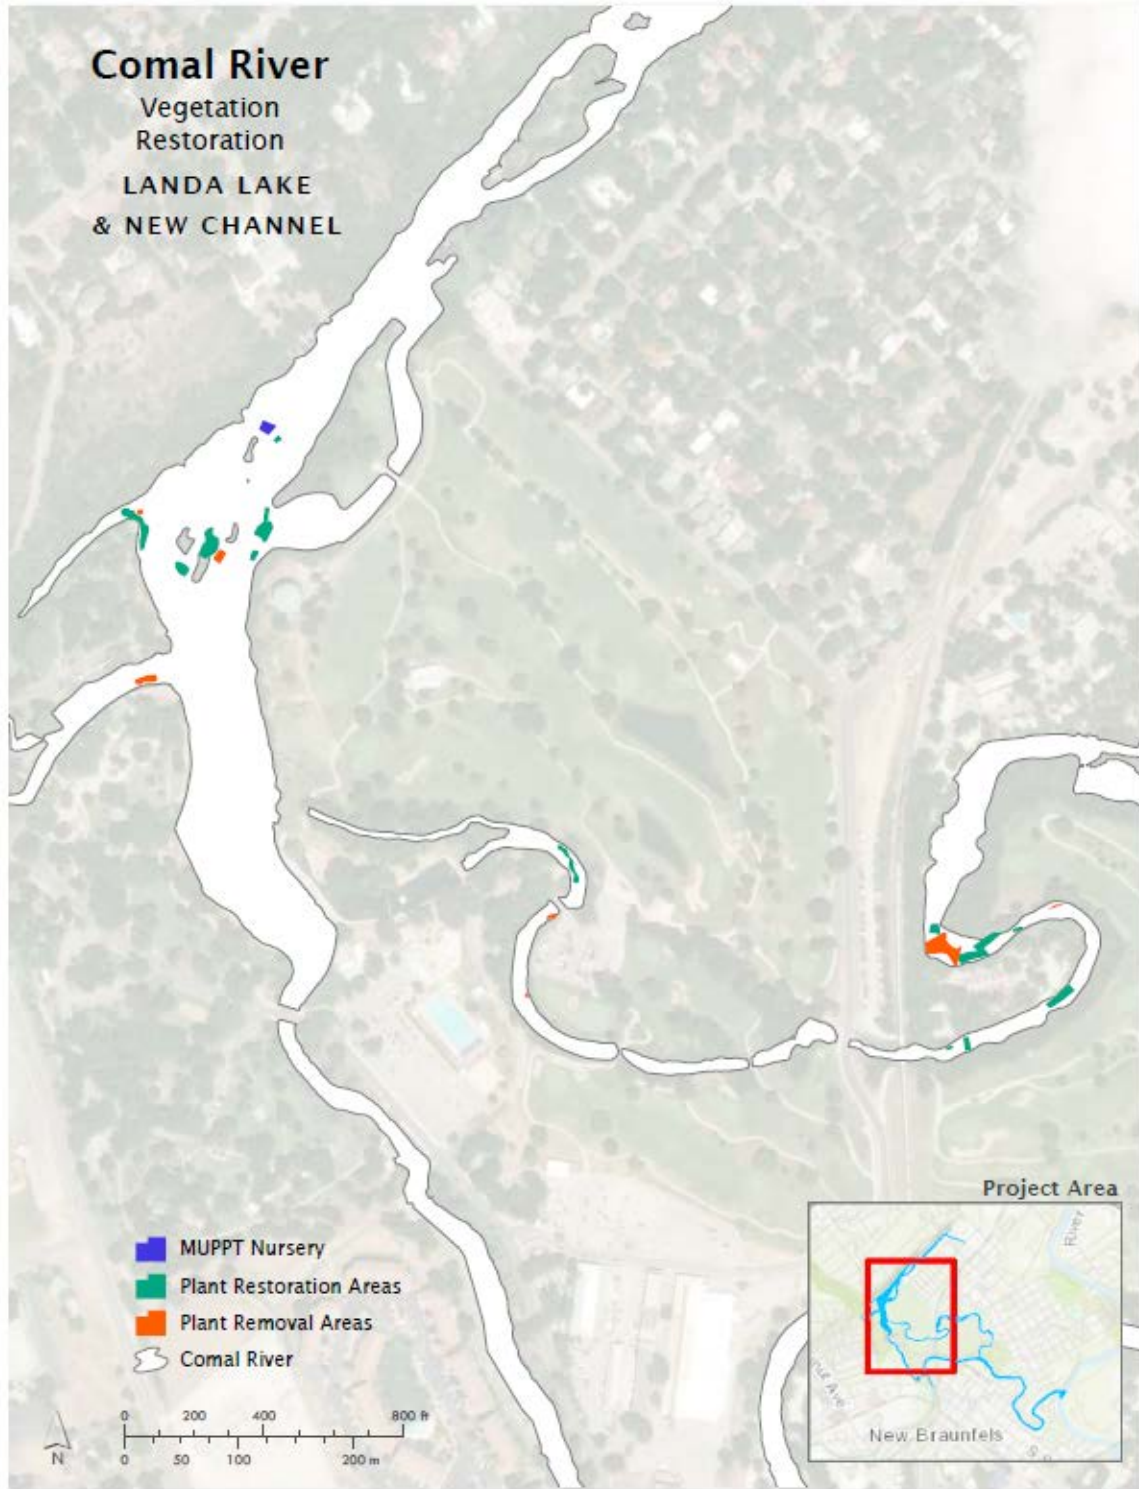 Comal River
Vegetation
Restoration
LANDA LAKE
& NEW CHANNEL
Project Area
River
New Braunfels
MUPPT Nursery
Plant Restoration Areas
Plant Removal Areas
Comal River
0 200 400 800 ft
0 50 100 200 m
N